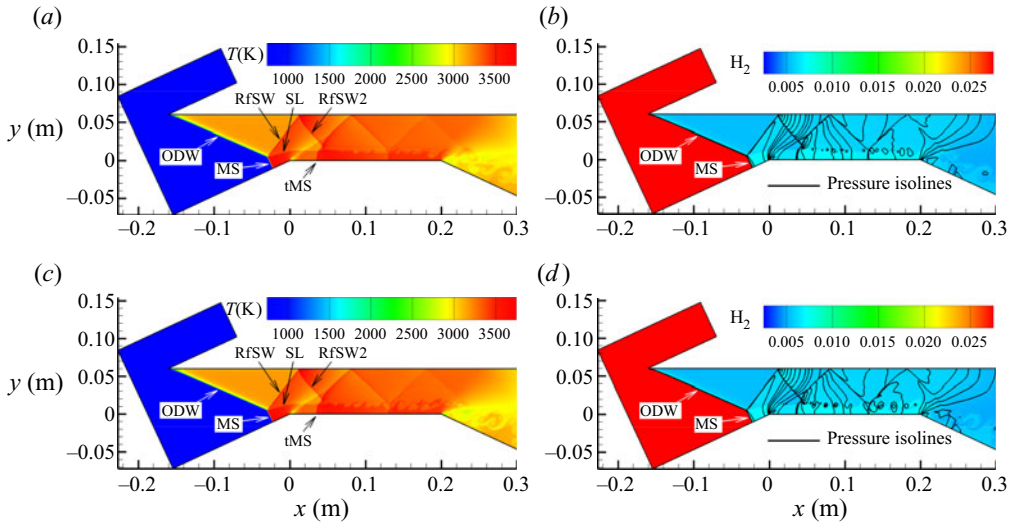 (a)
(b)
0.15
T(K)
1000 1500 2000 2500 3000 3500
0.10
RfSW SL RfSW2
y (m)
0.05
0
ODW
MS
tMS
−0.05
−0.2 −0.1 0 0.1 0.2 0.3
0.15
H2
0.005 0.010 0.015 0.020 0.025
0.10
0.05
0
ODW
MS
Pressure isolines
−0.05
−0.2 −0.1 0 0.1 0.2 0.3
(c)
(d)
0.15
T(K)
1000 1500 2000 2500 3000 3500
0.10
RfSW SL RfSW2
y (m)
0.05
ODW
0
MS
tMS
−0.05
−0.2 −0.1 0 0.1 0.2 0.3
x (m)
0.15
H2
0.005 0.010 0.015 0.020 0.025
0.10
0.05
ODW
0
MS
Pressure isolines
−0.05
−0.2 −0.1 0 0.1 0.2 0.3
x (m)